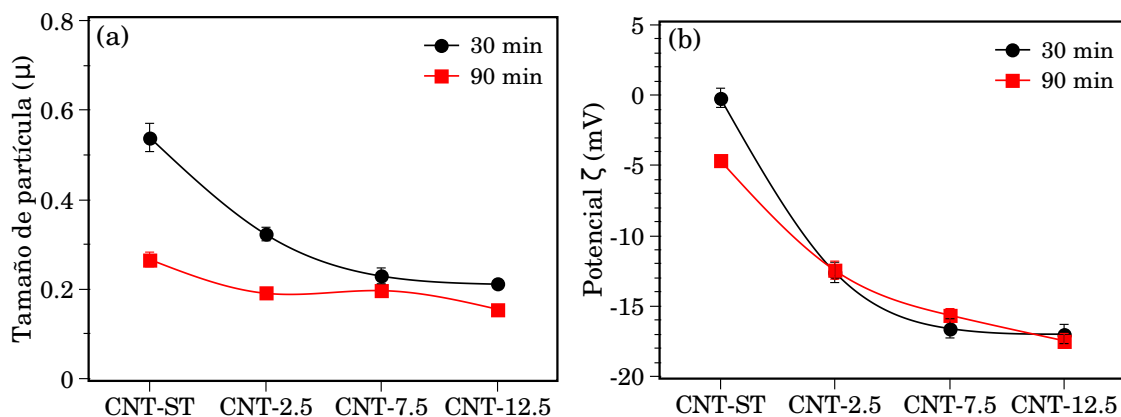 (a)
30 min
90 min
Tamaño de partícula (μ)
0.8
0.6
0.4
0.2
0
CNT-ST CNT-2.5 CNT-7.5 CNT-12.5
(b)
30 min
90 min
Potencial ζ (mV)
5
0
-5
-10
-15
-20
CNT-ST CNT-2.5 CNT-7.5 CNT-12.5